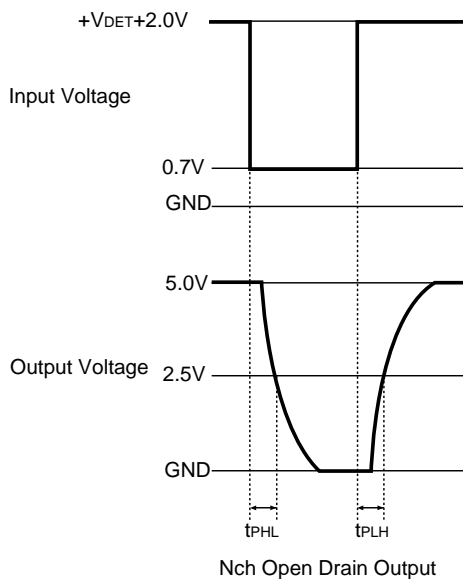 +VDET+2.0V
Input Voltage
0.7V
GND
5.0V
Output Voltage
2.5V
GND
tPHL
tPLH
Nch Open Drain Output